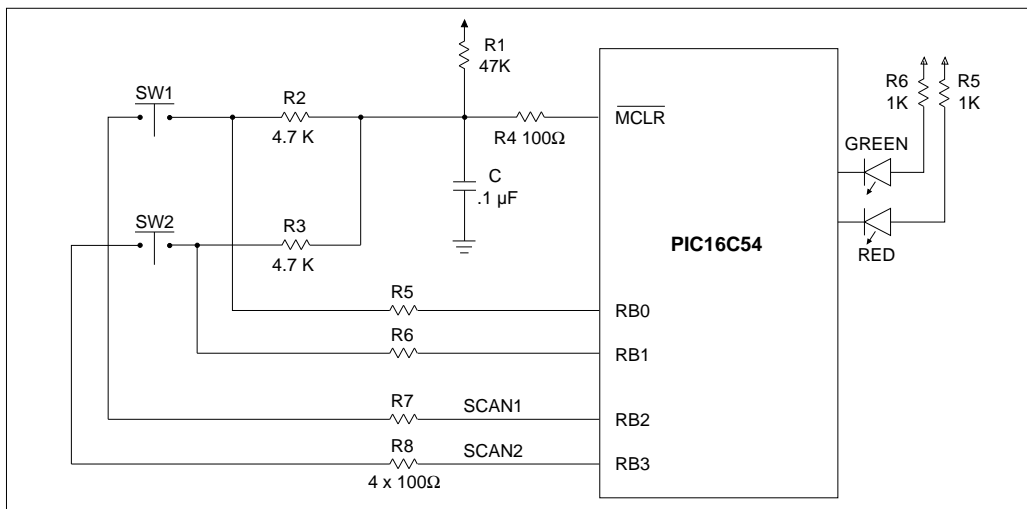 R1
47K
R6
1K
R5
1K
SW1
R2
4.7 K
R4 100Ω
MCLR
GREEN
C
.1 µF
SW2
R3
4.7 K
PIC16C54
RED
R5
RB0
R6
RB1
R7
SCAN1
RB2
R8
SCAN2
RB3
4 x 100Ω